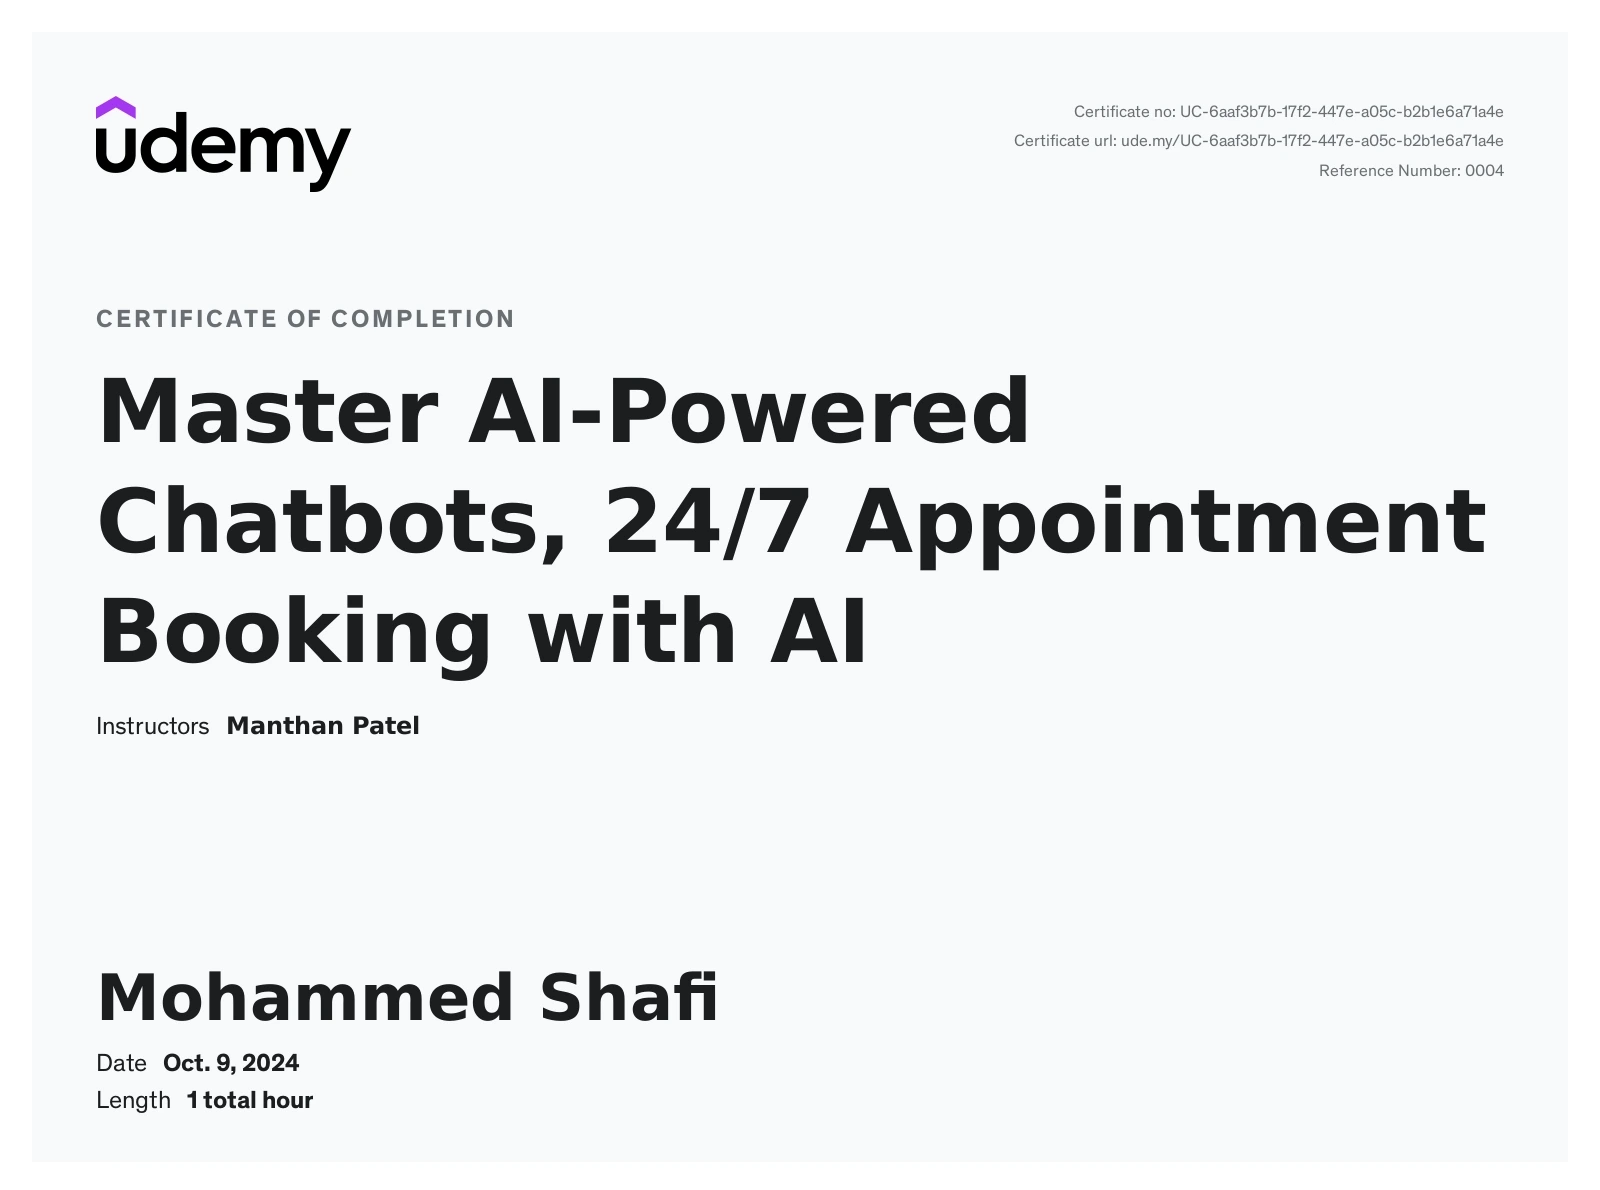 udemy
Certificate no: UC-6aaf3b7b-17f2-447e-a05c-b2b1e6a71a4e
Certificate url: ude.my/UC-6aaf3b7b-17f2-447e-a05c-b2b1e6a71a4e
Reference Number: 0004
CERTIFICATE OF COMPLETION
Master AI-Powered
Chatbots, 24/7 Appointment
Booking with AI
Instructors Manthan Patel
Mohammed Shafi
Date Oct. 9, 2024
Length 1 total hour